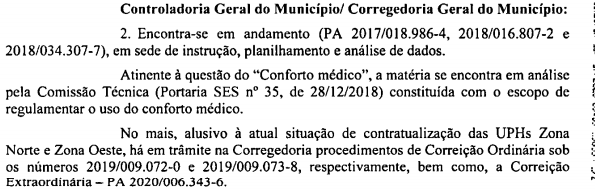 Controladoria Geral do Município/ Corregedoria Geral do Município:
2. Encontra-se em andamento (PA 2017/018.986-4, 2018/016.807-2 e
2018/034.307-7), em sede de instrução, planilhamento e análise de dados.
Atinente à questão do “Conforto médico”, a matéria se encontra em análise
pela Comissão Técnica (Portaria SES nº 35, de 28/12/2018) constituída com o escopo de
regulamentar o uso do conforto médico.
No mais, alusivo à atual situação de contratualização das UPHs Zona
Norte e Zona Oeste, há em trâmite na Corregedoria procedimentos de Correição Ordinária sob
os números 2019/009.072-0 e 2019/009.073-8, respectivamente, bem como, a Correição
Extraordinária – PA 2020/006.343-6.